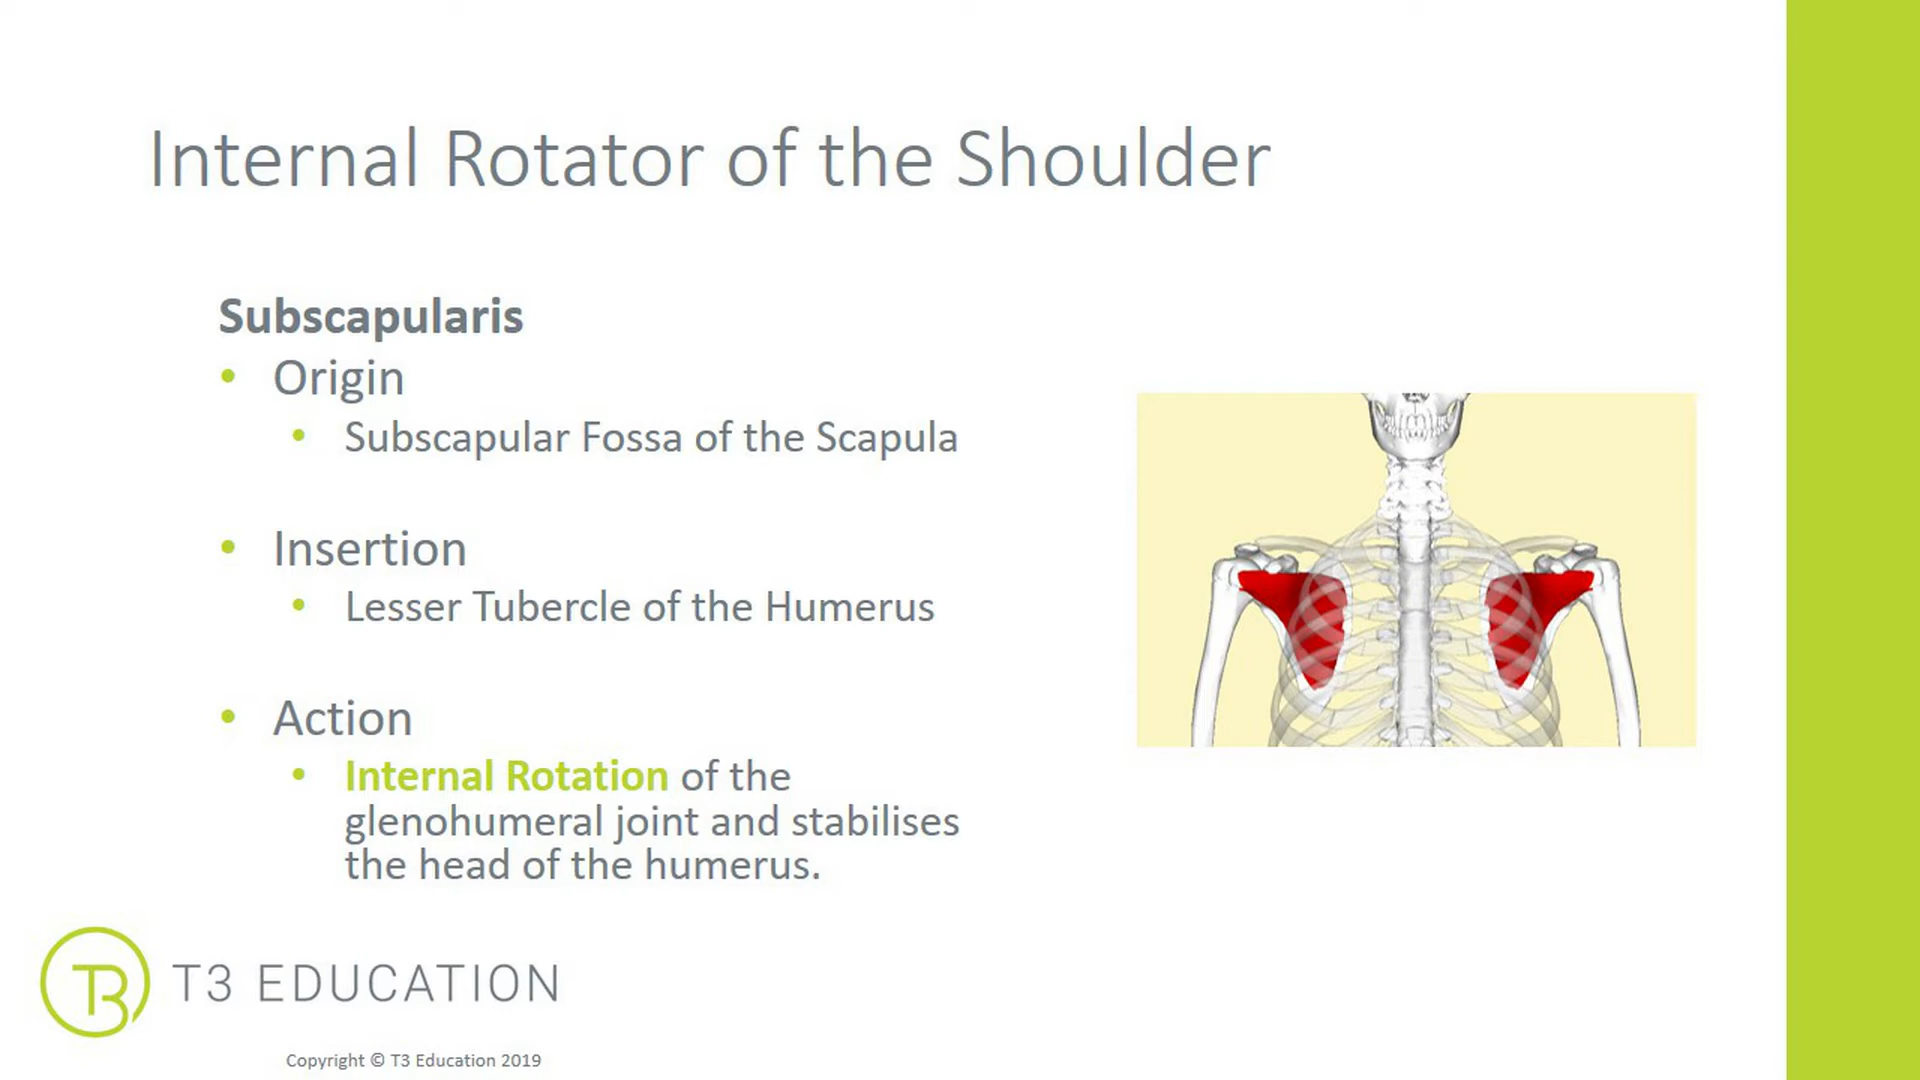 Internal Rotator of the Shoulder
Subscapularis
• Origin
• Subscapular Fossa of the Scapula
• Insertion
• Lesser Tubercle of the Humerus
• Action
• Internal Rotation of the
glenohumeral joint and stabilises
the head of the humerus.
T3 T3 EDUCATION
Copyright © T3 Education 2019